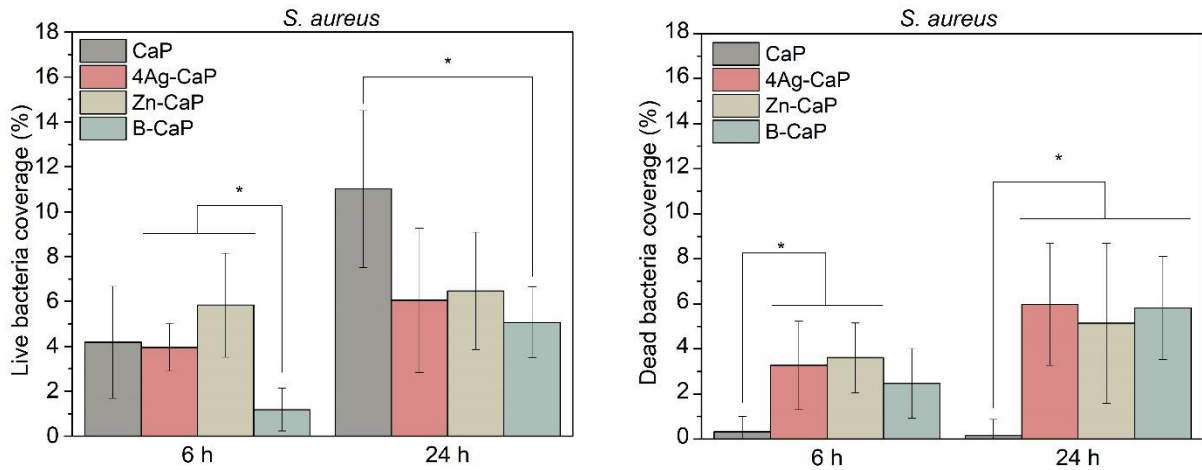 S. aureus
18
16
14
12
10
8
6
4
2
0
Live bacteria coverage (%)
CaP
4Ag-CaP
Zn-CaP
B-CaP
*
*
6 h
24 h
S. aureus
18
16
14
12
10
8
6
4
2
0
Dead bacteria coverage (%)
CaP
4Ag-CaP
Zn-CaP
B-CaP
*
*
6 h
24 h